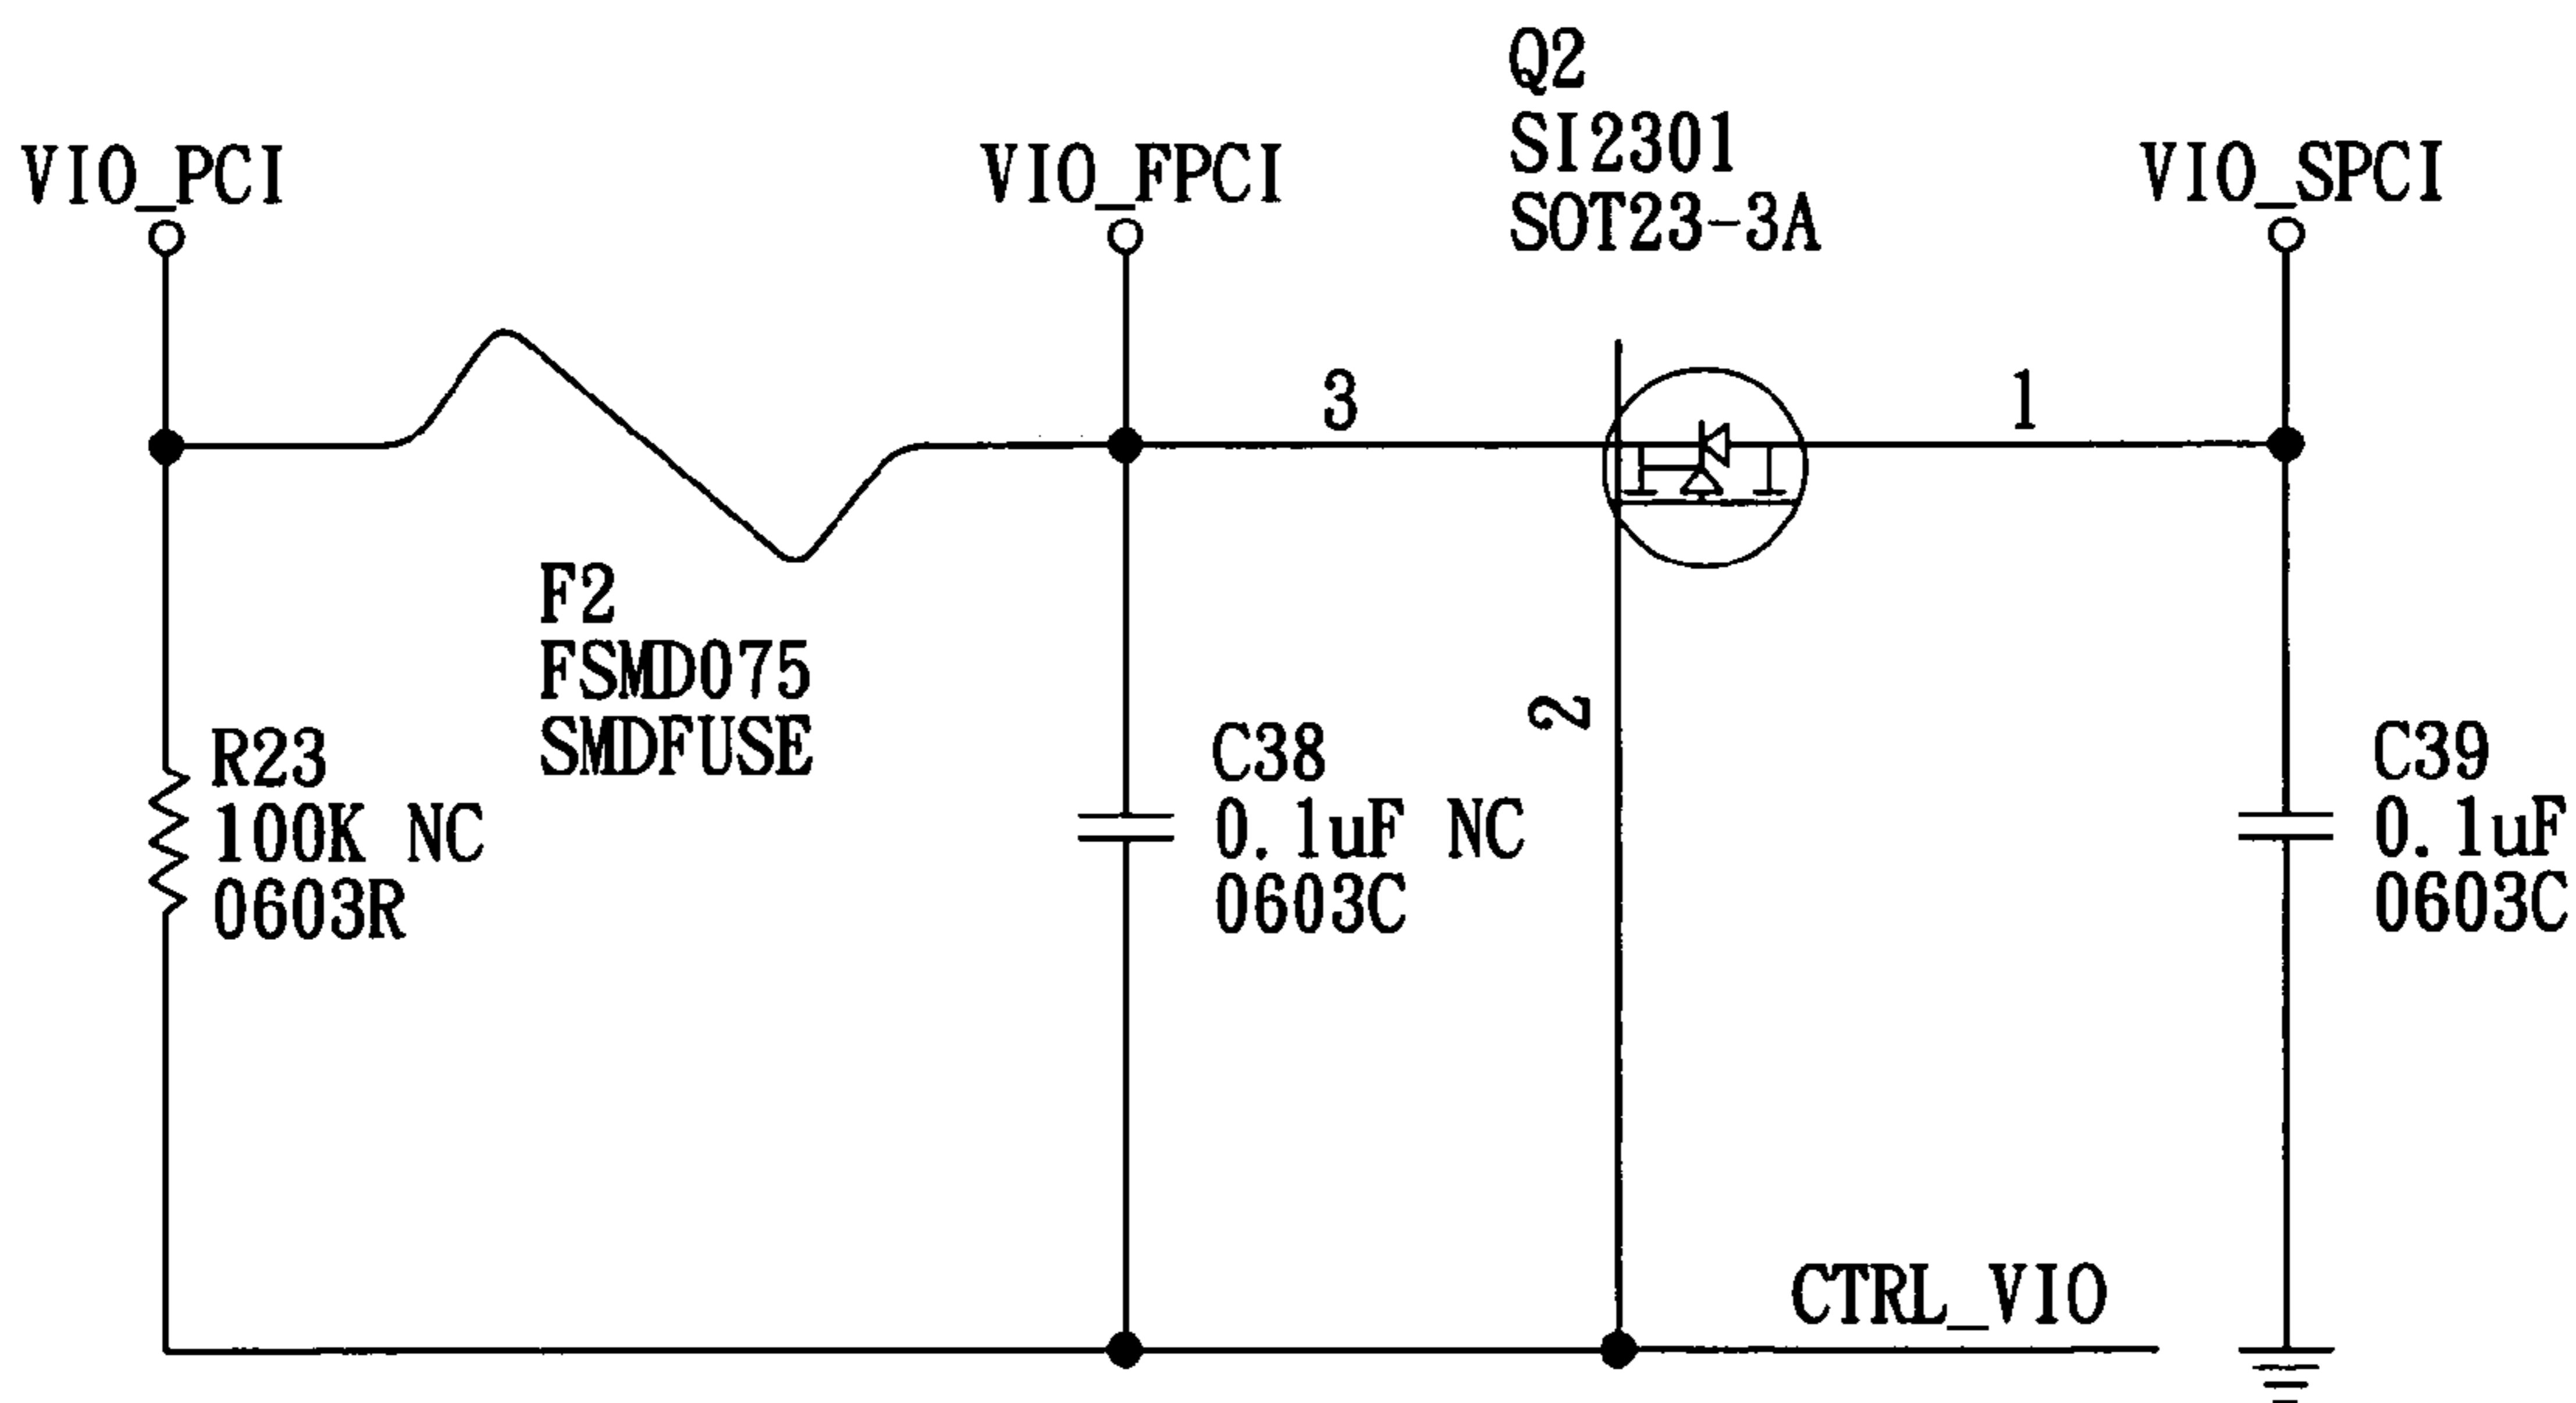 Q2
SI2301
SOT23-3A
VIO_PCI
VIO_FPCI
VIO_SPCI
3
1
F2
FSMD075
SMDFUSE
2
R23
100K NC
0603R
C38
0.1uF NC
0603C
C39
0.1uF
0603C
CTRL_VIO